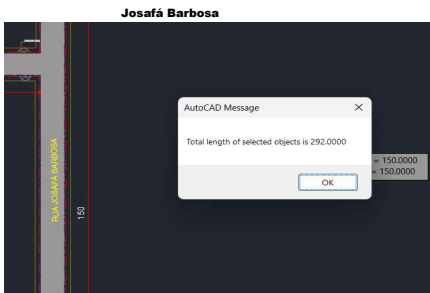 Josafá Barbosa
AutoCAD Message
Total length of selected objects is 292.0000
= 150.0000
= 150.0000
OK
RUA JOSAFÁ BARBOSA
150